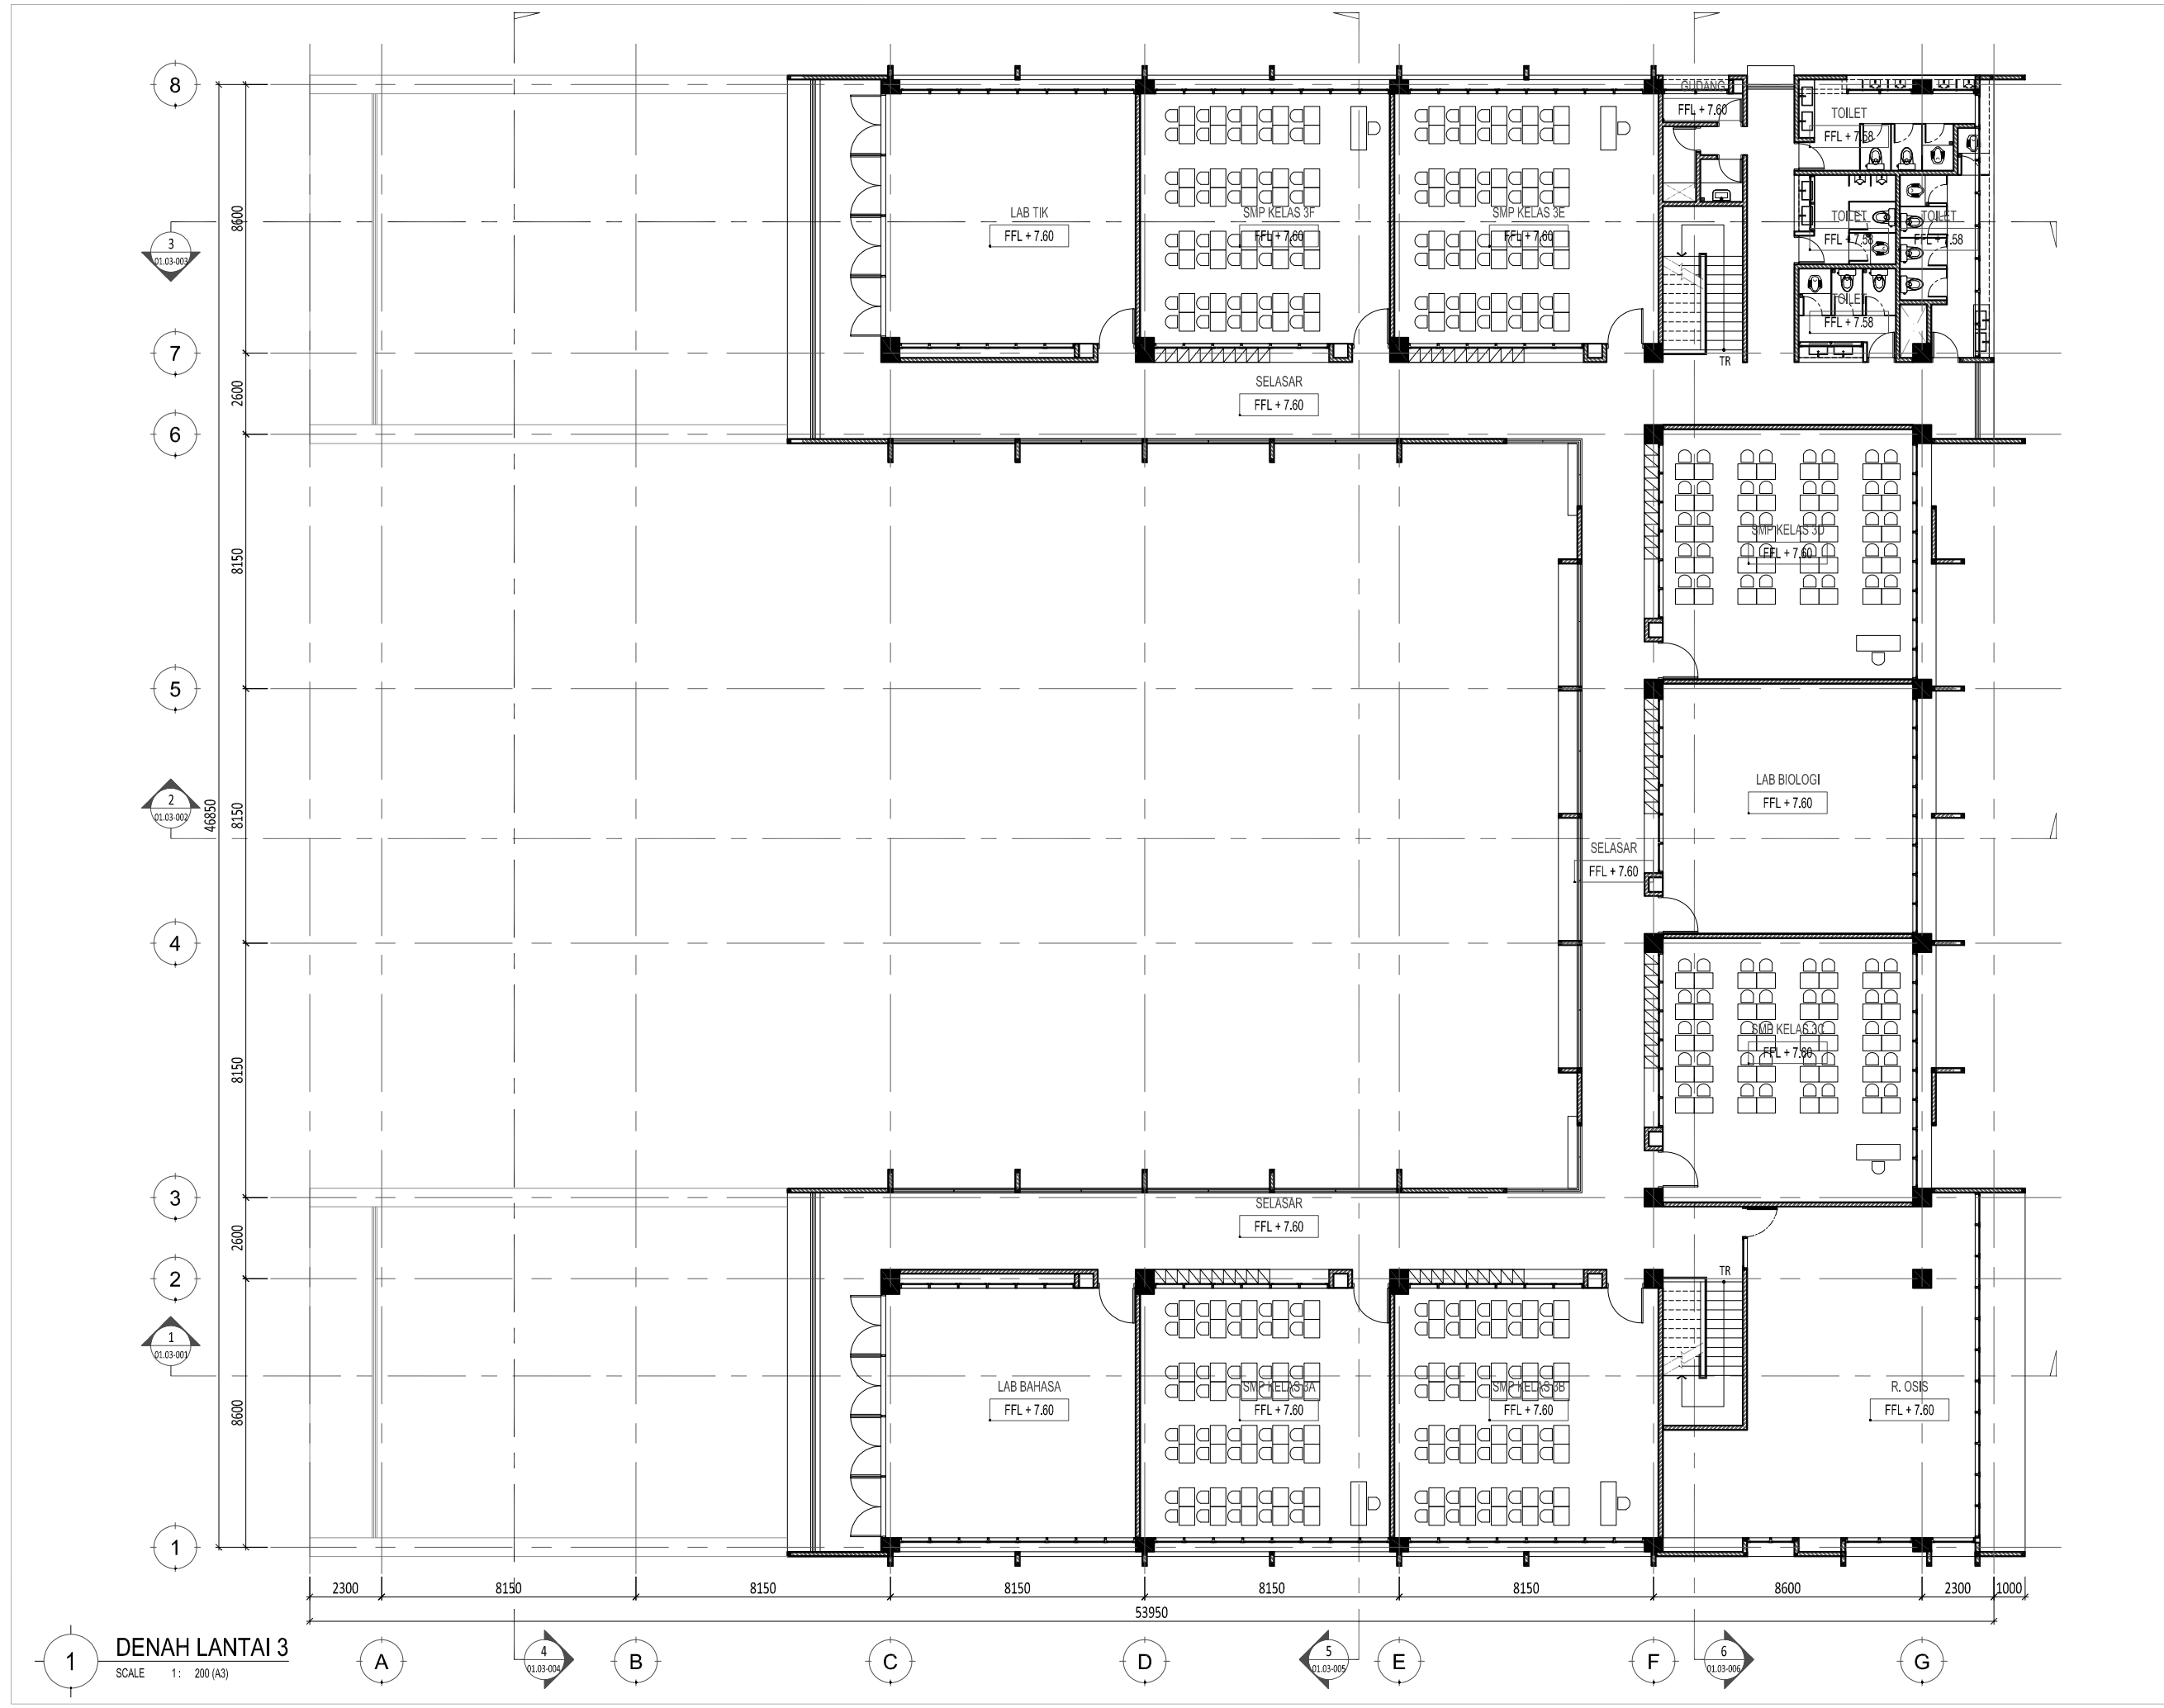 8
GUDANG
FFL + 7.60
TOILET
FFL + 7.58
LAB TIK
FFL + 7.60
SMP KELAS 3F
FFL + 7.60
SMP KELAS 3E
FFL + 7.60
TOILET
FFL + 7.58
TOILET
FFL + 7.58
8600
3
01.03-003
TOILET
FFL + 7.58
7
TR
SELASAR
FFL + 7.60
2600
6
8150
SMP KELAS 3D
FFL + 7.60
5
LAB BIOLOGI
FFL + 7.60
2
01.03-002
46850
8150
SELASAR
FFL + 7.60
4
SMP KELAS 3C
FFL + 7.60
8150
3
SELASAR
FFL + 7.60
2600
2
TR
1
01.03-001
LAB BAHASA
FFL + 7.60
SMP KELAS 3A
FFL + 7.60
SMP KELAS 3B
FFL + 7.60
R. OSIS
FFL + 7.60
8600
1
2300 8150 8150 8150 8150 8150 8600 2300 1000
53950
1
DENAH LANTAI 3
SCALE 1 : 200 (A3)
A
4
01.03-004
B
C
D
5
01.03-005
E
F
6
01.03-006
G